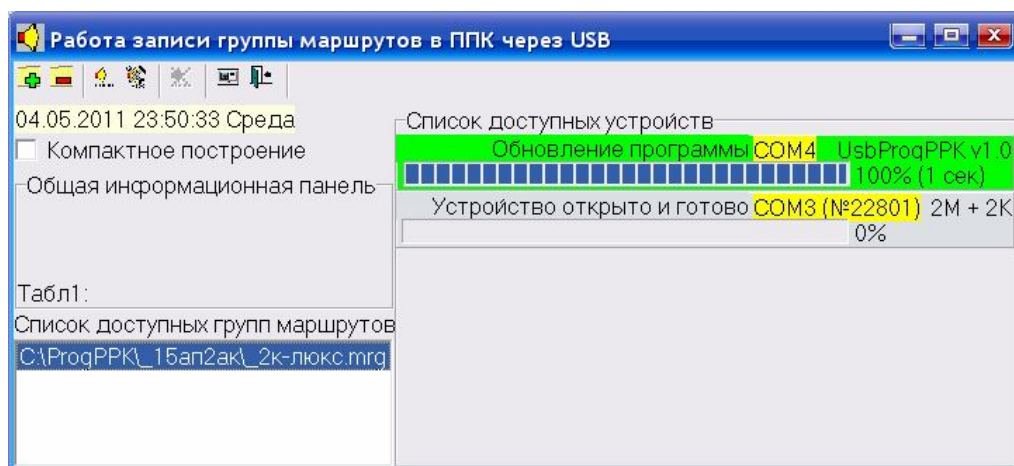 Работа записи группы маршрутов в ППК через USB
04.05.2011 23:50:33 Среда
Компактное построение
Общая информационная панель
Табл1:
Список доступных групп маршрутов
C:\ProgPPK\_15ап2ак\_2к-люкс.mrg
Список доступных устройств
Обновление программы COM4 UsbProgPPK v1.0
100% (1 сек)
Устройство открыто и готово COM3 (№22801) 2M + 2K
0%